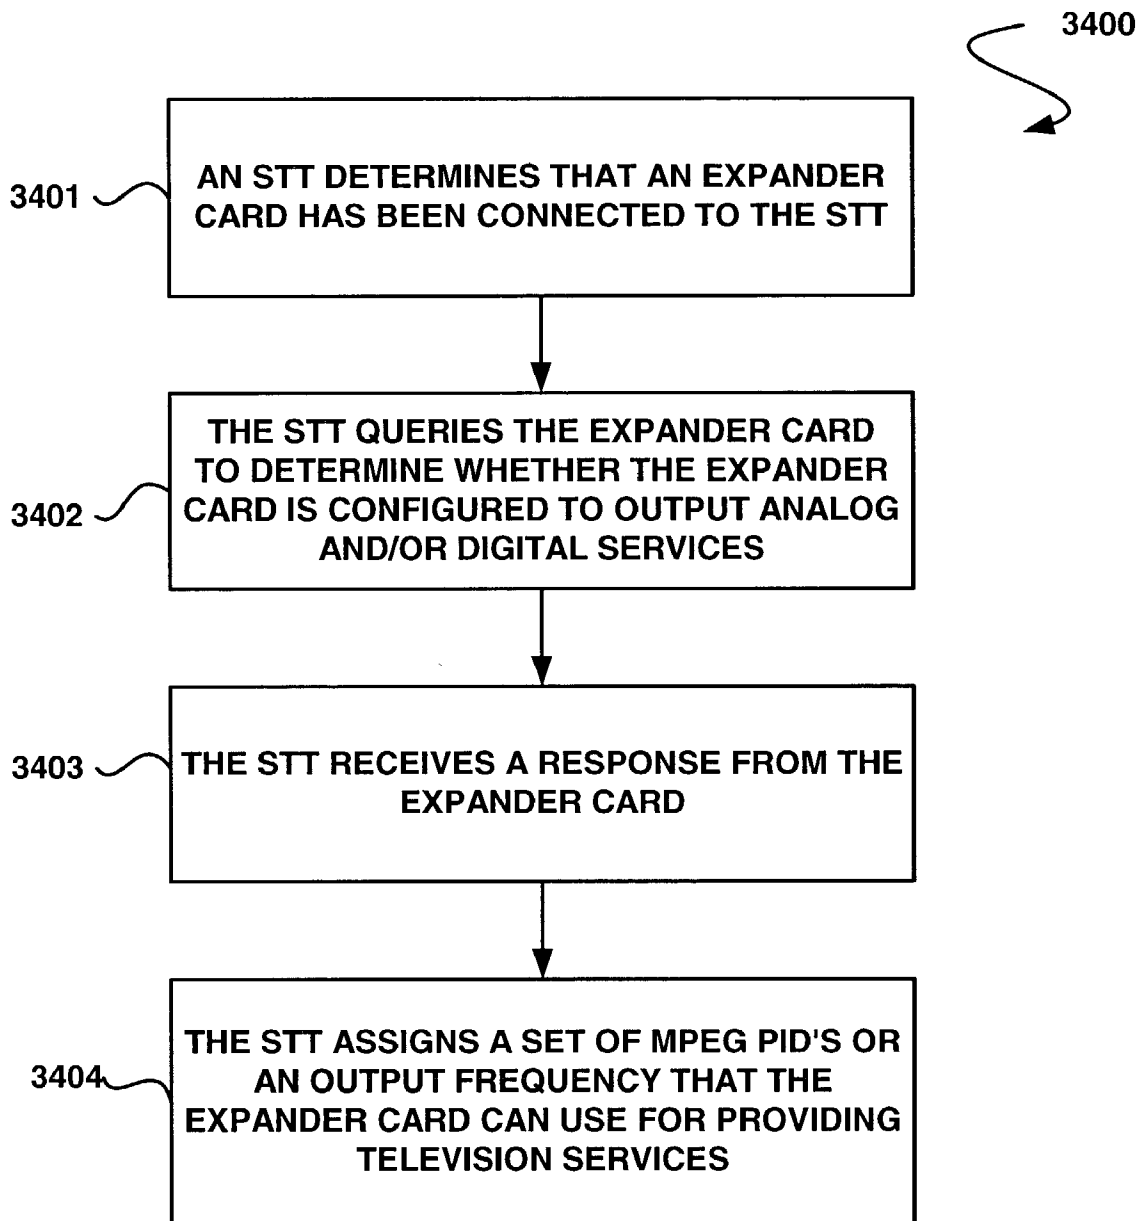 3400
3401
AN STT DETERMINES THAT AN EXPANDER
CARD HAS BEEN CONNECTED TO THE STT
3402
THE STT QUERIES THE EXPANDER CARD
TO DETERMINE WHETHER THE EXPANDER
CARD IS CONFIGURED TO OUTPUT ANALOG
AND/OR DIGITAL SERVICES
3403
THE STT RECEIVES A RESPONSE FROM THE
EXPANDER CARD
3404
THE STT ASSIGNS A SET OF MPEG PID'S OR
AN OUTPUT FREQUENCY THAT THE
EXPANDER CARD CAN USE FOR PROVIDING
TELEVISION SERVICES